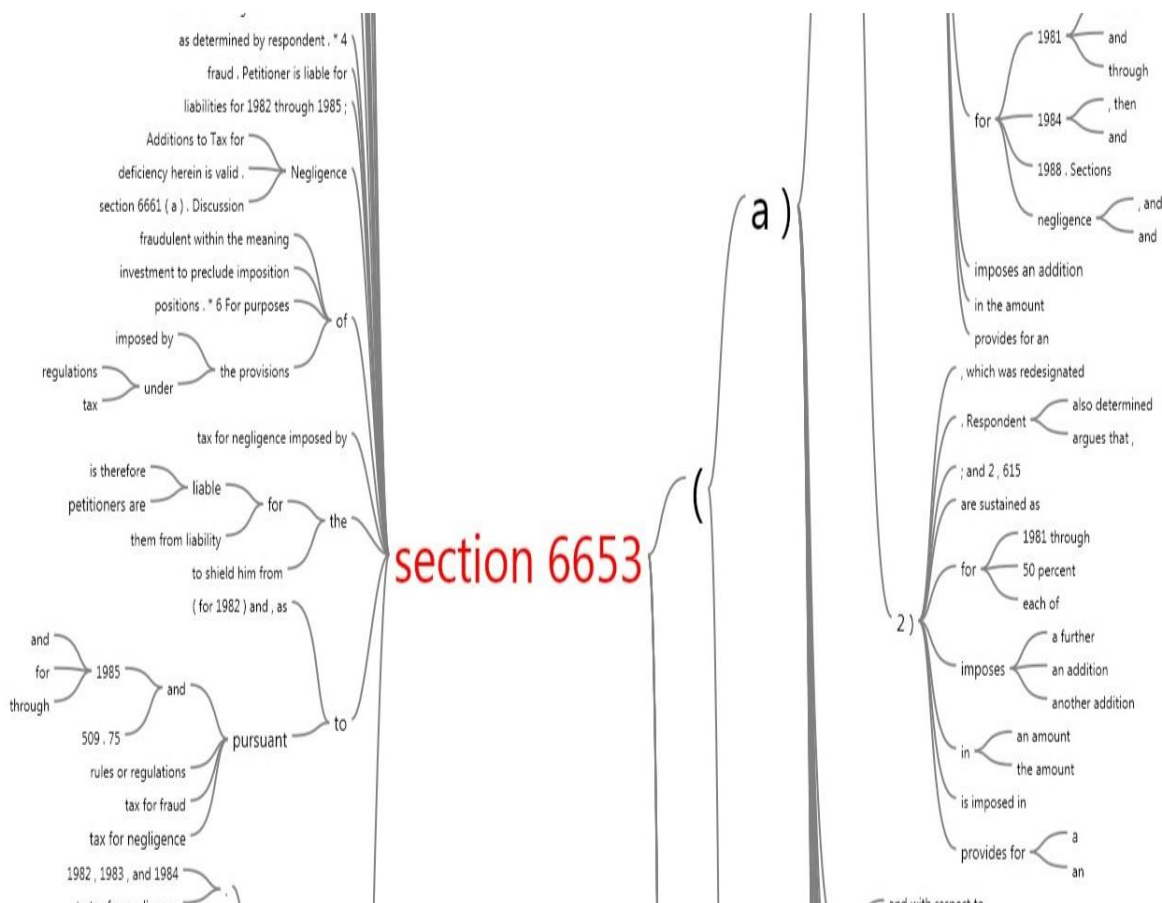 as determined by respondent . * 4
fraud . Petitioner is liable for
liabilities for 1982 through 1985 ;
Additions to Tax for
deficiency herein is valid .
section 6661 ( a ) . Discussion
Negligence
fraudulent within the meaning
investment to preclude imposition
positions . * 6 For purposes
imposed by
regulations
tax
under
the provisions
of
tax for negligence imposed by
is therefore
petitioners are
liable
them from liability
for
to shield him from
the
( for 1982 ) and , as
and
for
through
1985
509 . 75
and
rules or regulations
tax for fraud
tax for negligence
pursuant
to
1982 , 1983 , and 1984
.
section 6653
(
a )
for
1981
and
through
1984
, then
and
1988 . Sections
negligence
, and
and
imposes an addition
in the amount
provides for an
2 )
, which was redesignated
. Respondent
also determined
argues that ,
; and 2 , 615
are sustained as
for
1981 through
50 percent
each of
imposes
a further
an addition
another addition
in
an amount
the amount
is imposed in
provides for
a
an
and with respect to